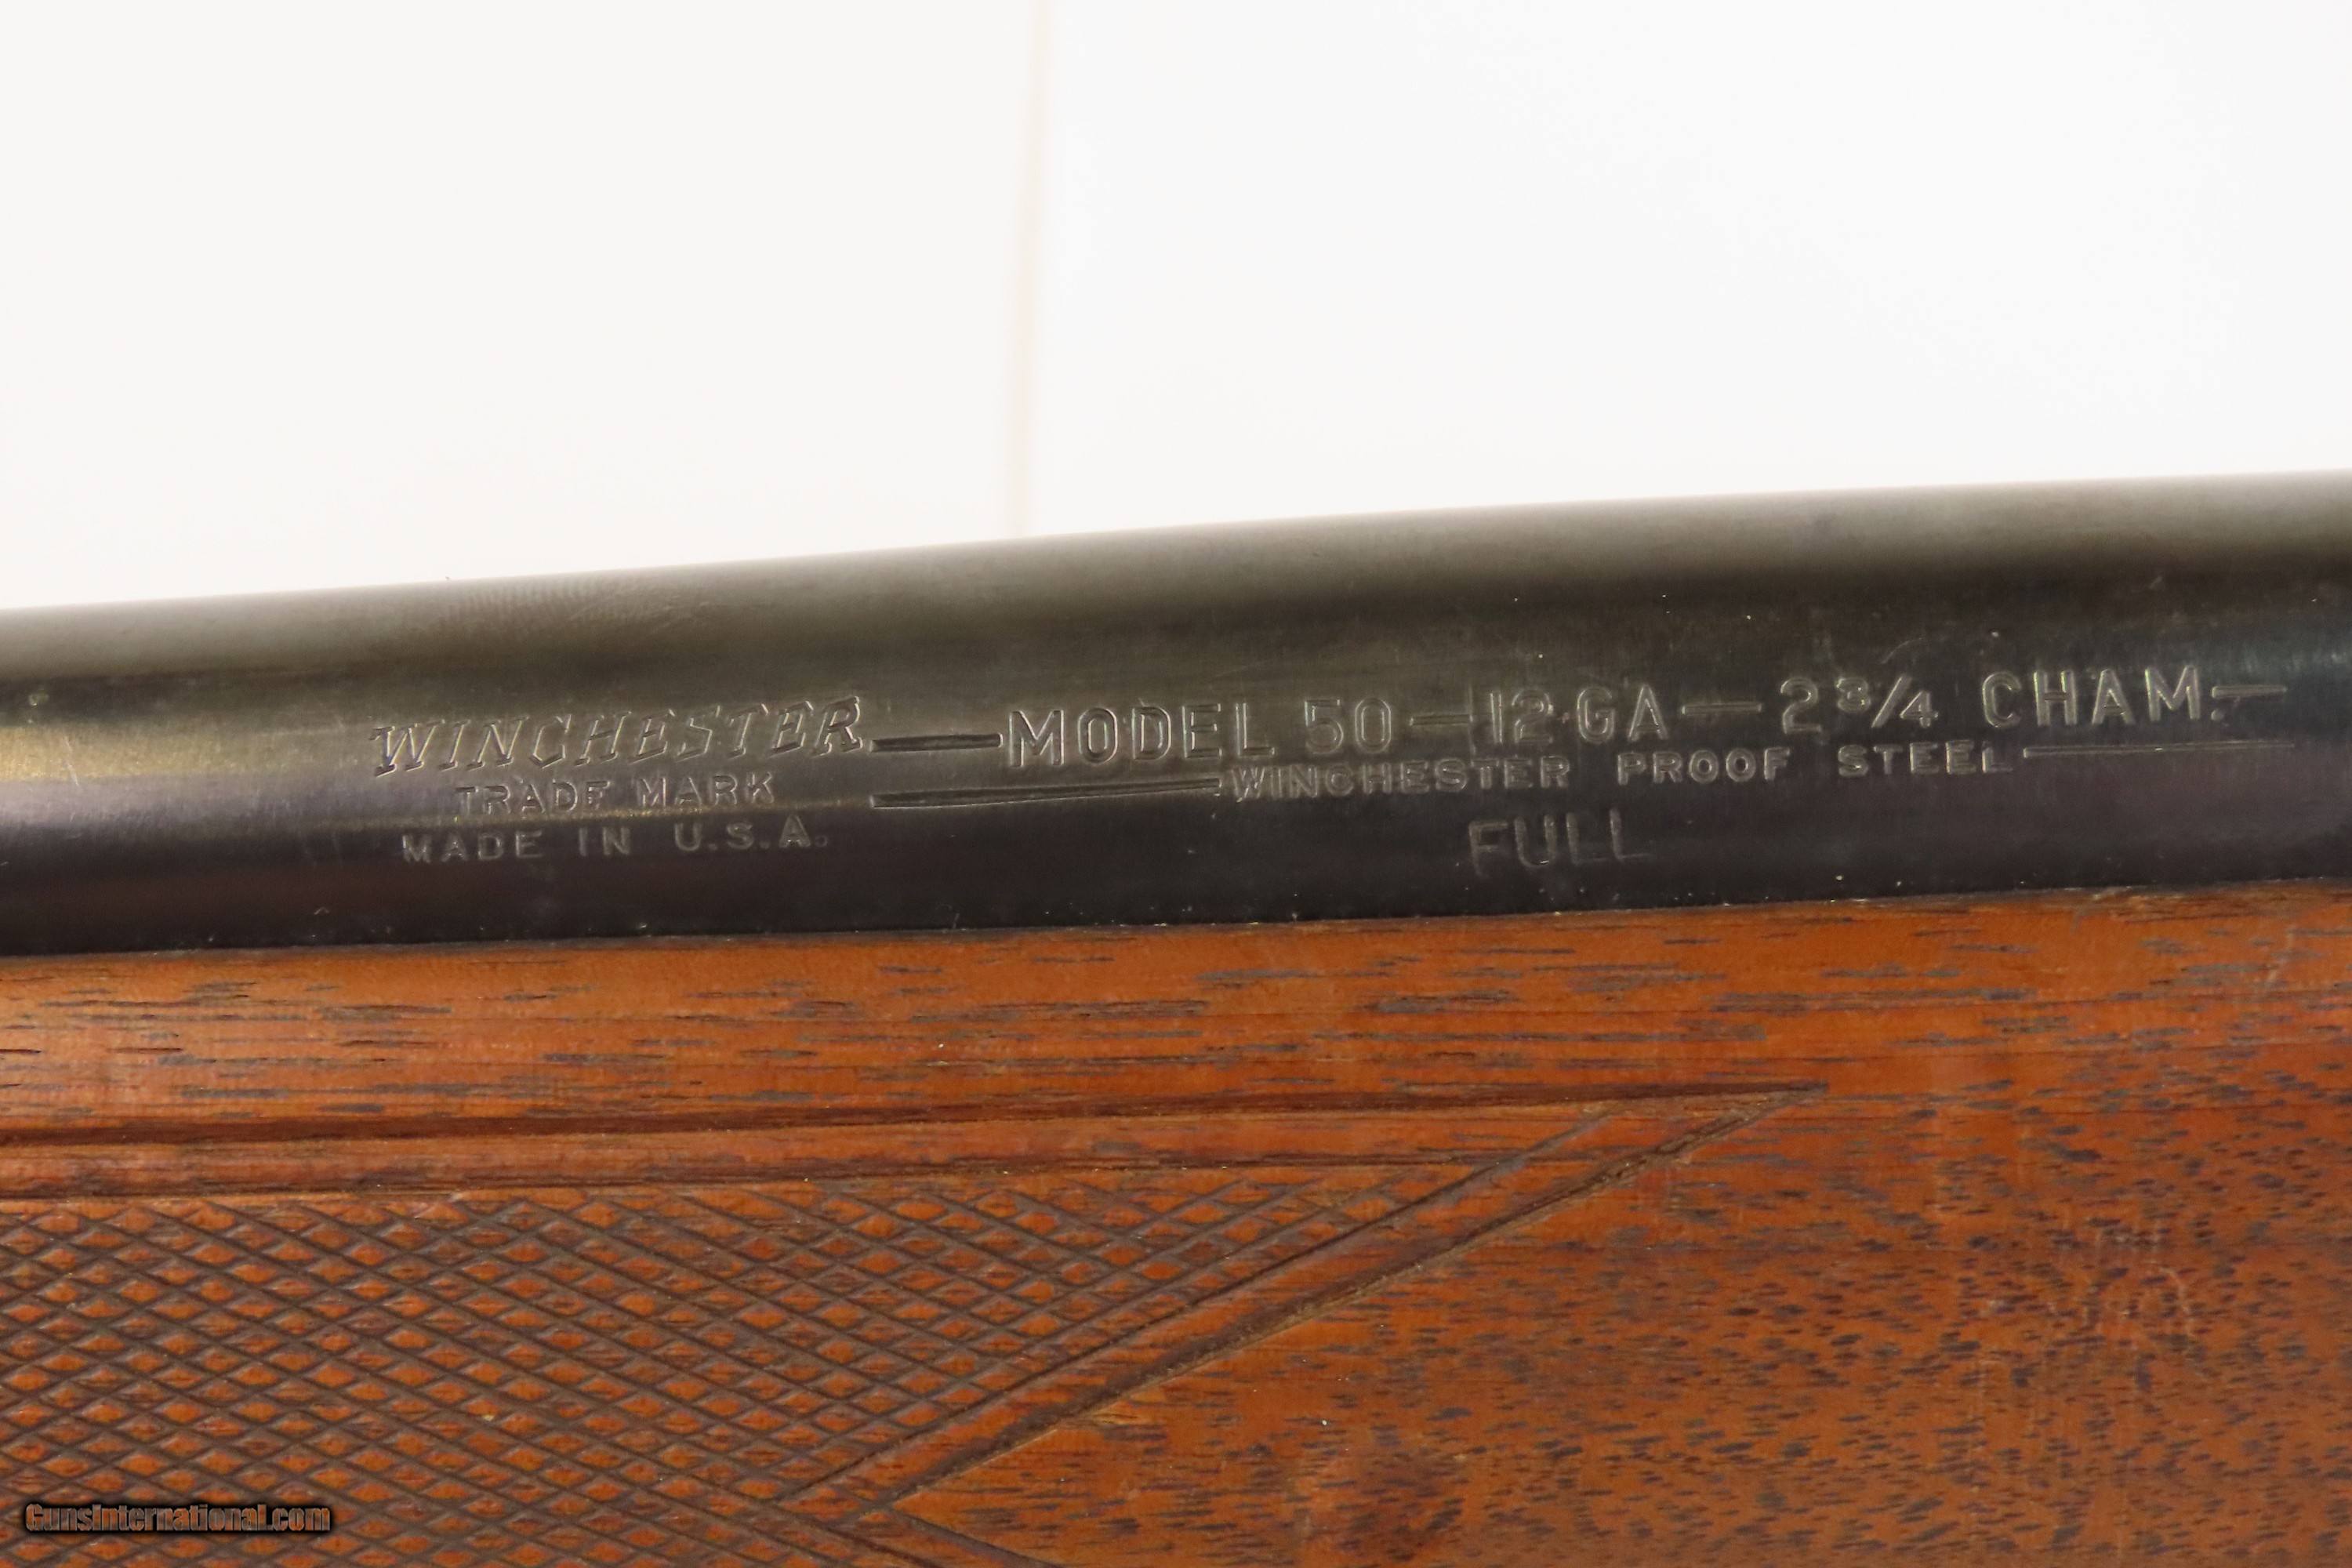 WINCHESTER — MODEL 50 — 12 GA — 2 3/4 CHAM. —
TRADE MARK — WINCHESTER PROOF STEEL —
MADE IN U.S.A. FULL
GunsInternational.com